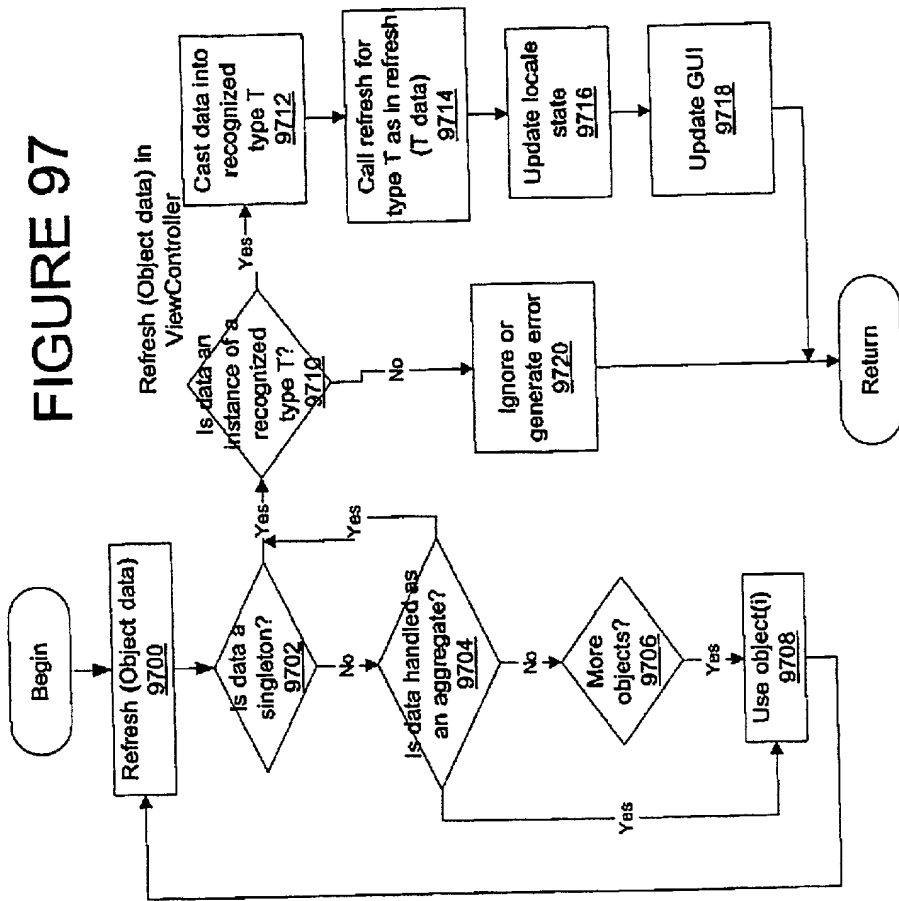 FIGURE 97
Refresh (Object data) in
ViewController
Begin
Refresh (Object data)
9700
Is data a
singleton?
9702
Yes
No
Is data handled as
an aggregate?
9704
Yes
Yes
No
More
objects?
9706
Yes
Use object(i)
9708
Is data an
instance of a
recognized
type T?
9710
Yes
No
Cast data into
recognized
type T
9712
Call refresh for
type T as in refresh
(T data)
9714
Update locale
state
9716
Update GUI
9718
Ignore or
generate error
9720
Return